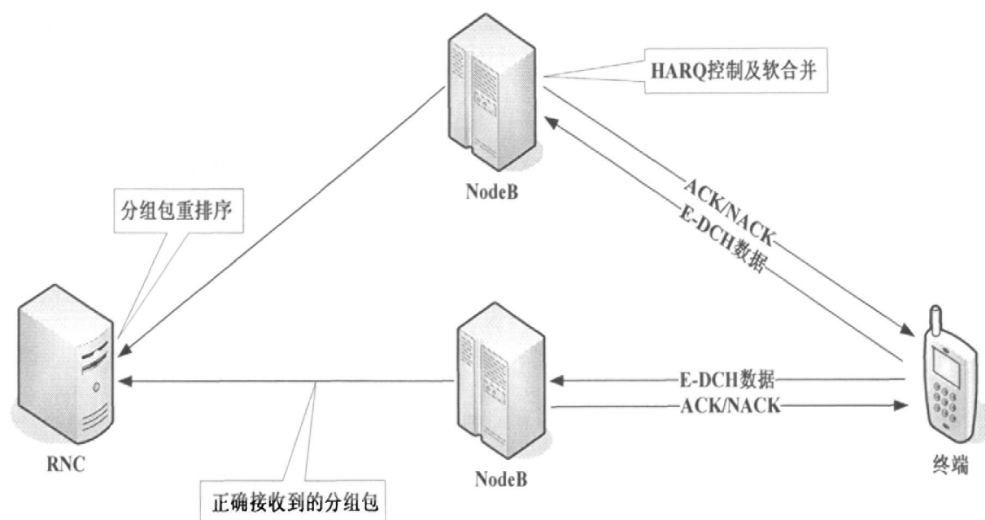 HARQ控制及软合并
NodeB
分组包重排序
ACK/NACK
E-DCH数据
RNC
E-DCH数据
ACK/NACK
NodeB
终端
正确接收到的分组包